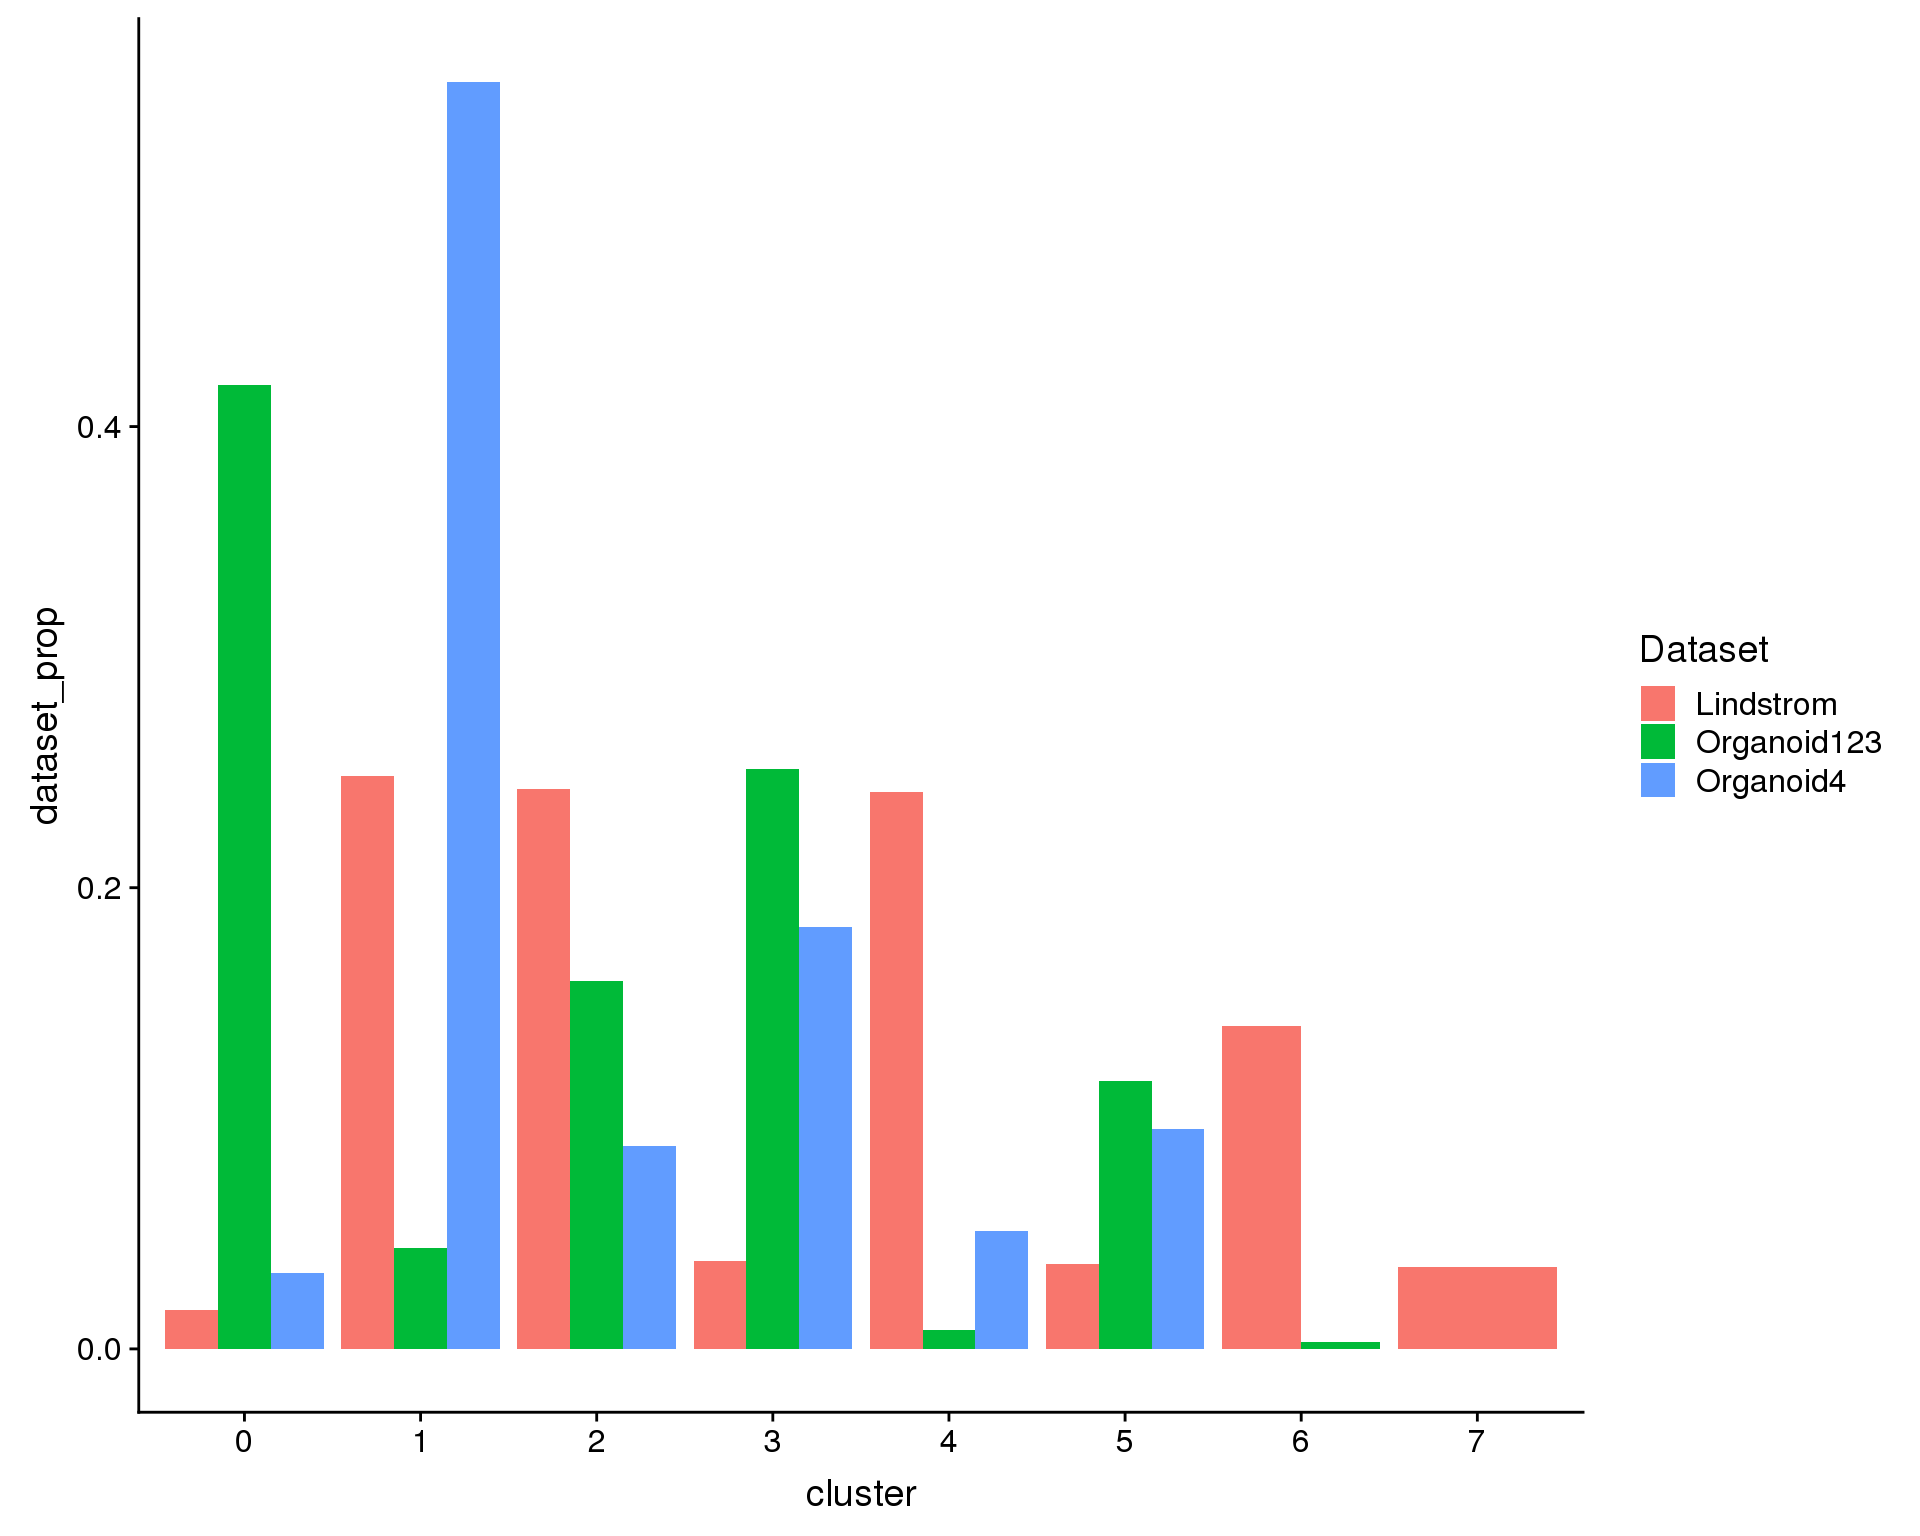 dataset_prop
0.4
0.2
0.0
0 1 2 3 4 5 6 7
cluster
Dataset
Lindstrom
Organoid123
Organoid4